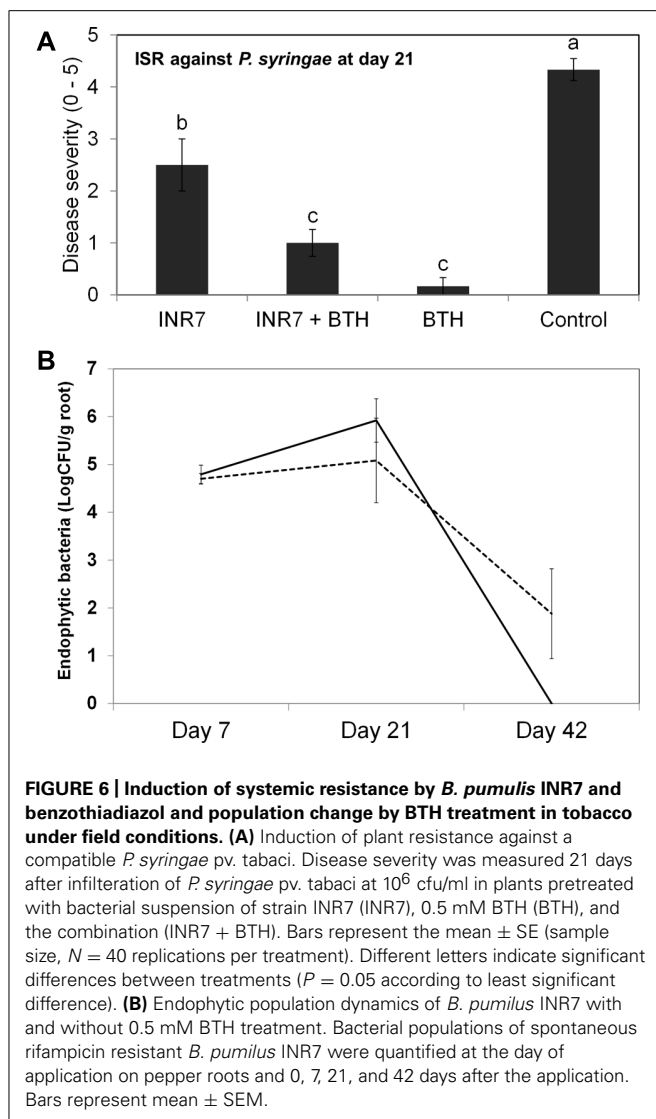 A
ISR against P. syringae at day 21
Disease severity (0 - 5)
5
4
3
2
1
0
b
c
c
a
INR7
INR7 + BTH
BTH
Control
B
Endophytic bacteria (LogCFU/g root)
7
6
5
4
3
2
1
0
Day 7
Day 21
Day 42
FIGURE 6 | Induction of systemic resistance by B. pumulis INR7 and
benzothiadiazol and population change by BTH treatment in tobacco
under field conditions. (A) Induction of plant resistance against a
compatible P. syringae pv. tabaci. Disease severity was measured 21 days
after infilteration of P. syringae pv. tabaci at 10⁶ cfu/ml in plants pretreated
with bacterial suspension of strain INR7 (INR7), 0.5 mM BTH (BTH), and
the combination (INR7 + BTH). Bars represent the mean ± SE (sample
size, N = 40 replications per treatment). Different letters indicate significant
differences between treatments (P = 0.05 according to least significant
difference). (B) Endophytic population dynamics of B. pumilus INR7 with
and without 0.5 mM BTH treatment. Bacterial populations of spontaneous
rifampicin resistant B. pumilus INR7 were quantified at the day of
application on pepper roots and 0, 7, 21, and 42 days after the application.
Bars represent mean ± SEM.